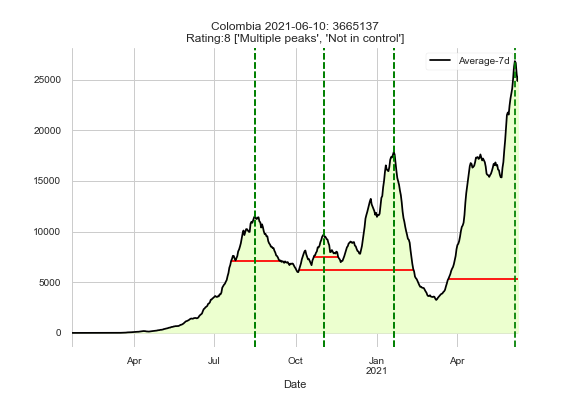 Colombia 2021-06-10: 3665137
Rating:8 ['Multiple peaks', 'Not in control']
Average-7d
25000
20000
15000
10000
5000
0
Apr
Jul
Oct
Jan
2021
Apr
Date